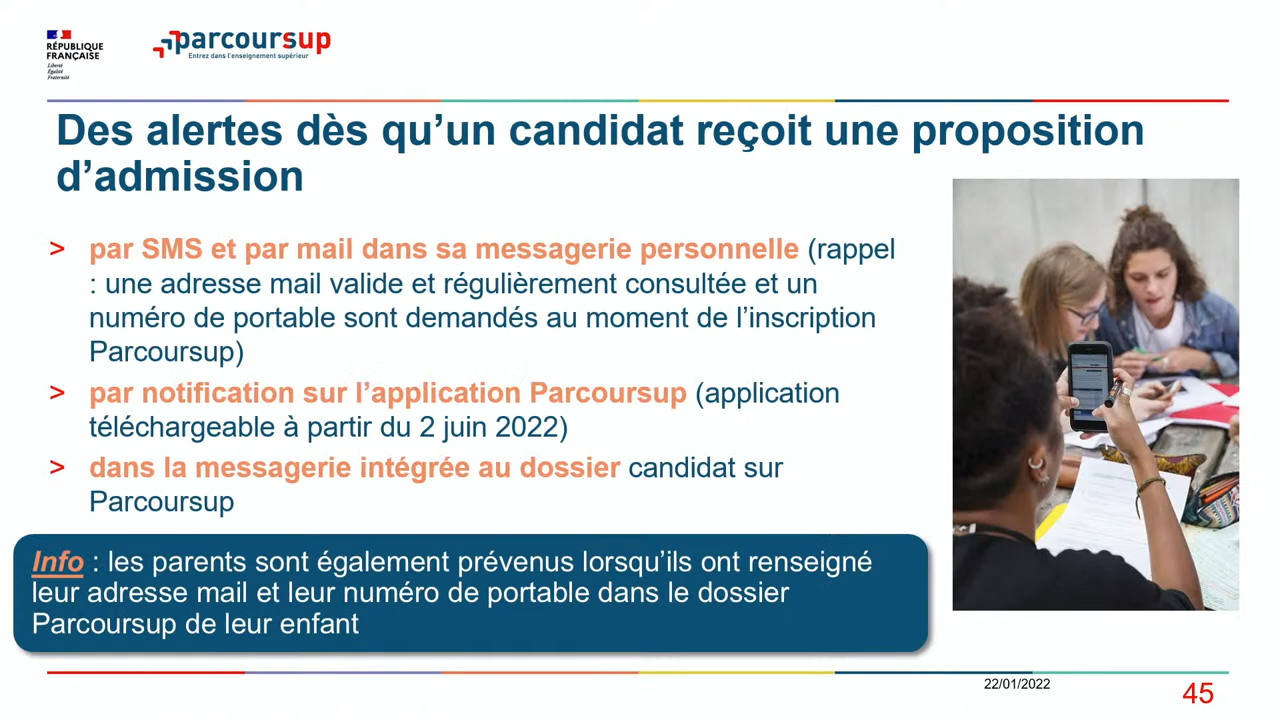 RÉPUBLIQUE
FRANÇAISE
Liberté
Égalité
Fraternité
parcoursup
Entrez dans l'enseignement supérieur
Des alertes dès qu’un candidat reçoit une proposition
d’admission
> par SMS et par mail dans sa messagerie personnelle (rappel
: une adresse mail valide et régulièrement consultée et un
numéro de portable sont demandés au moment de l’inscription
Parcoursup)
> par notification sur l’application Parcoursup (application
téléchargeable à partir du 2 juin 2022)
> dans la messagerie intégrée au dossier candidat sur
Parcoursup
Info : les parents sont également prévenus lorsqu’ils ont renseigné
leur adresse mail et leur numéro de portable dans le dossier
Parcoursup de leur enfant
22/01/2022
45